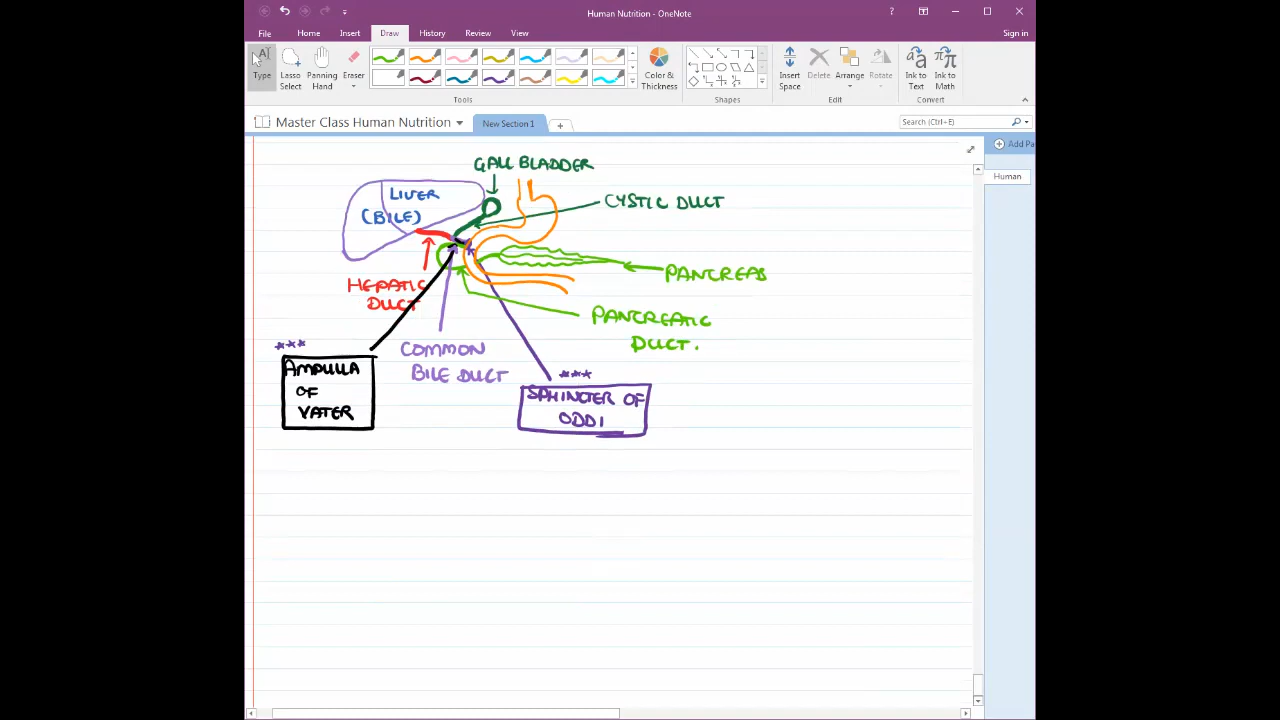 Human Nutrition - OneNote
? 
Sign in
File Home Insert Draw History Review View
Type
Lasso Select
Panning Hand
Eraser
Color & Thickness
Insert Space
Delete
Arrange
Rotate
Ink to Text
Ink to Math
Tools
Shapes
Edit
Convert
Master Class Human Nutrition
New Section 1
Search (Ctrl+E)
Add Pa
Human
GALL BLADDER
LIVER
(BILE)
CYSTIC DUCT
HEPATIC
DUCT
PANCREAS
PANCREATIC
DUCT.
COMMON
BILE DUCT
***
AMPULLA
OF
VATER
***
SPHINCTER OF
ODDI